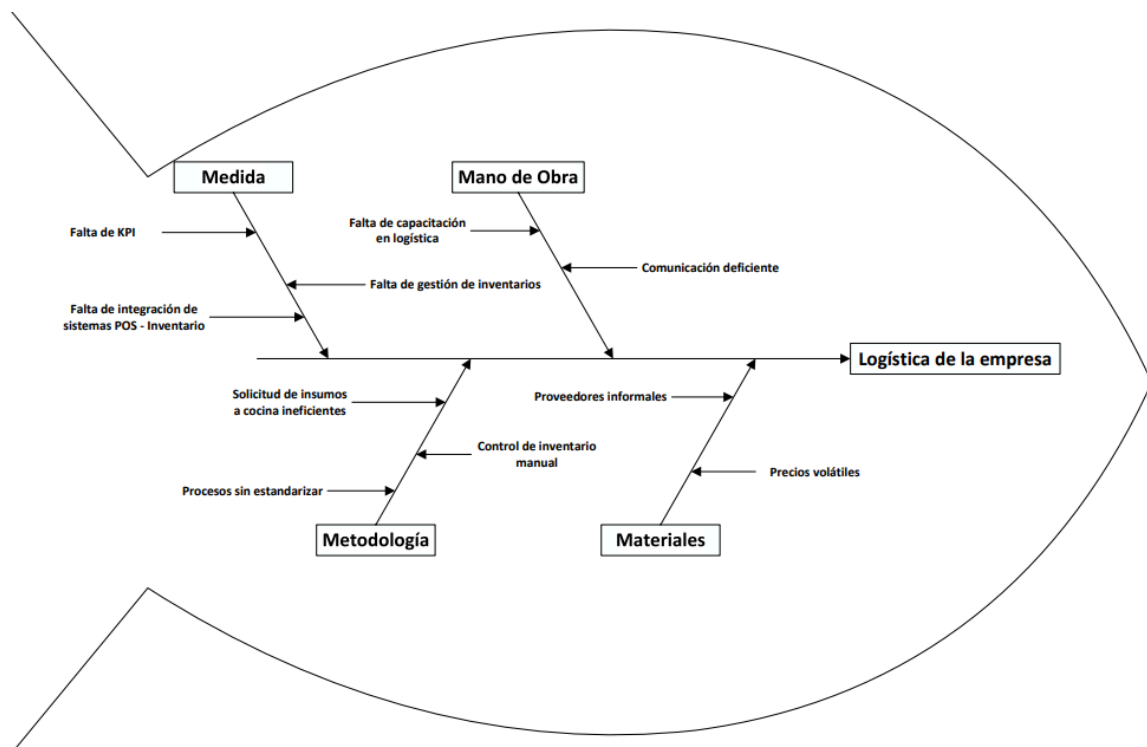 Medida
Mano de Obra
Falta de KPI
Falta de capacitación
en logística
Comunicación deficiente
Falta de gestión de inventarios
Falta de integración de
sistemas POS - Inventario
Logística de la empresa
Solicitud de insumos
a cocina ineficientes
Proveedores informales
Control de inventario
manual
Precios volátiles
Procesos sin estandarizar
Metodología
Materiales